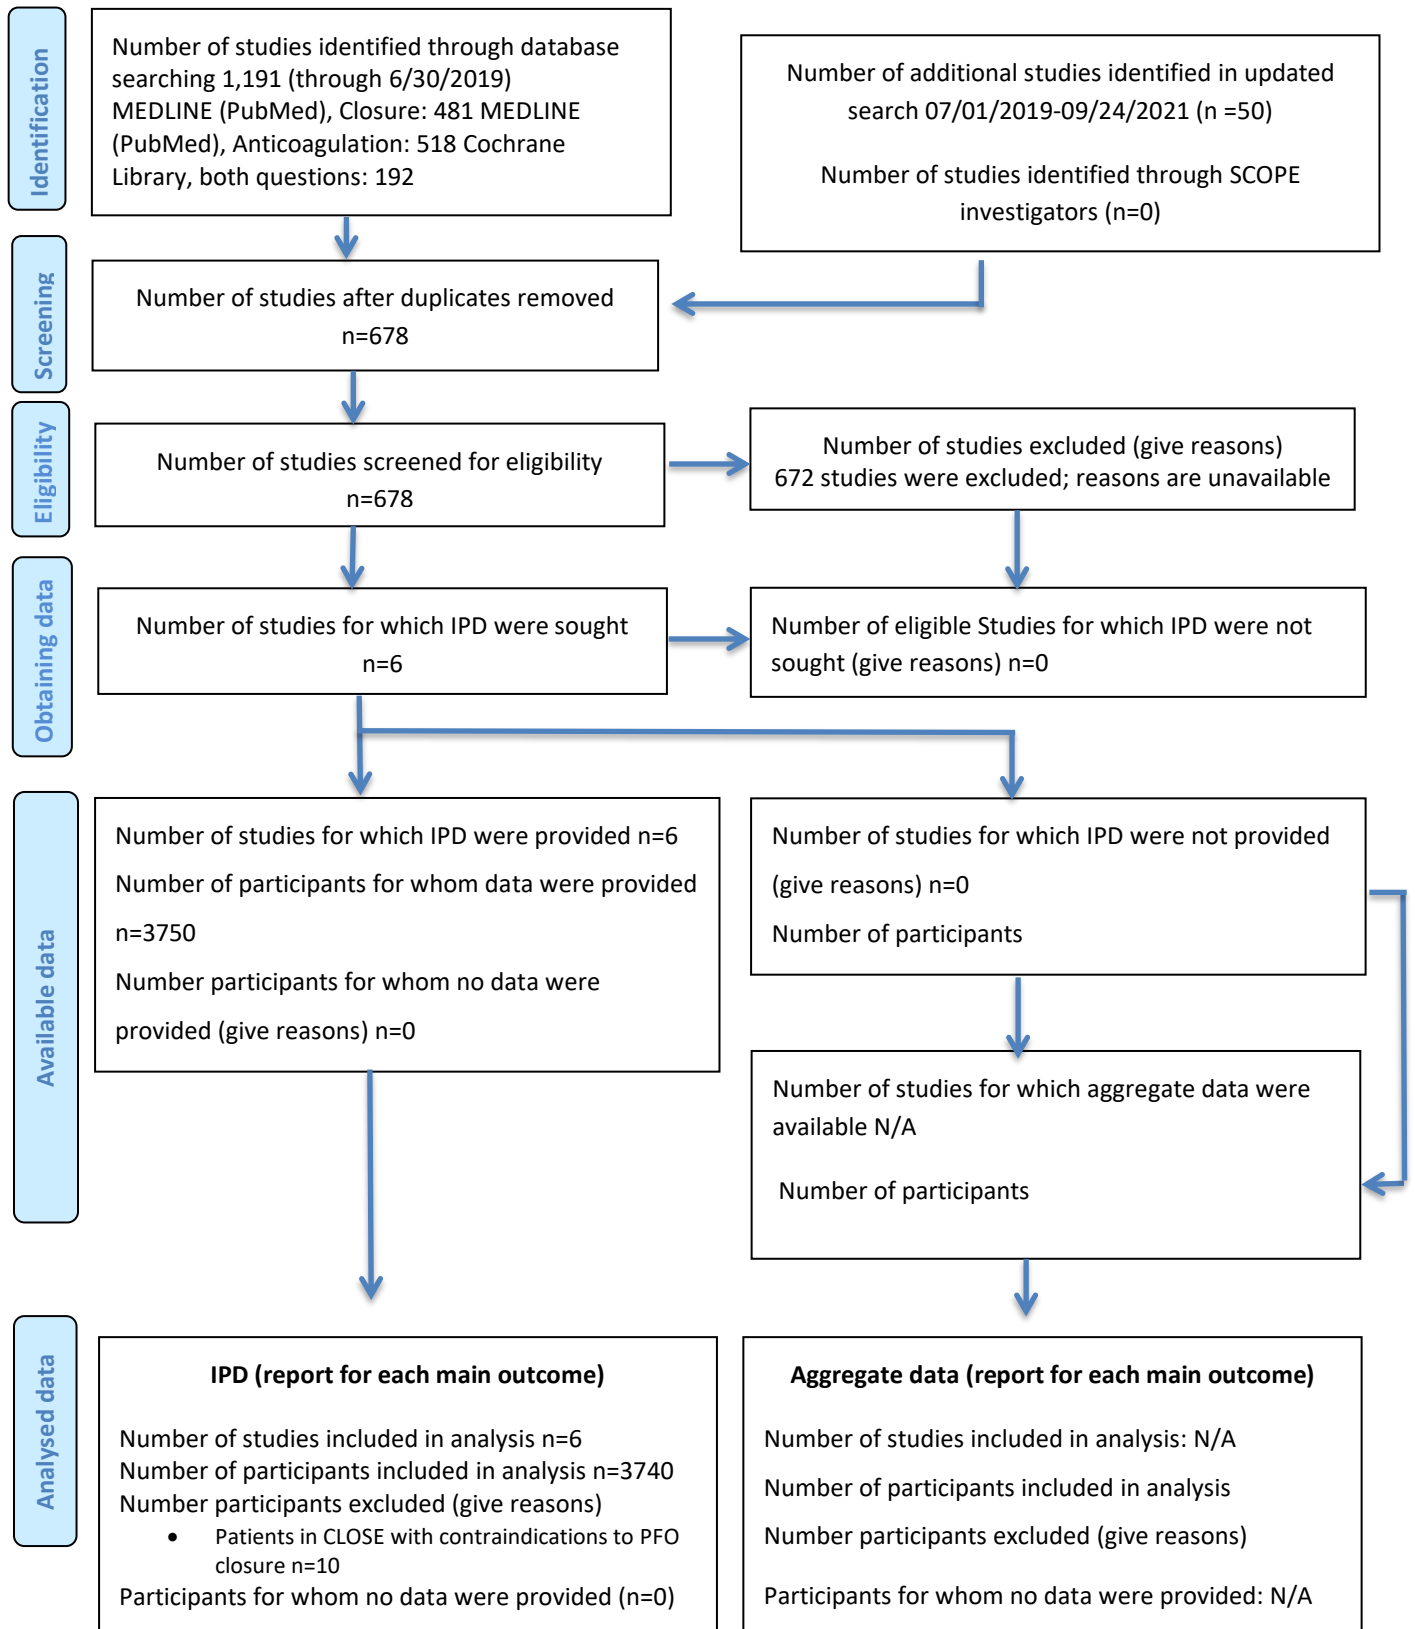 Identification
Number of studies identified through database
searching 1,191 (through 6/30/2019)
MEDLINE (PubMed), Closure: 481 MEDLINE
(PubMed), Anticoagulation: 518 Cochrane
Library, both questions: 192
Number of additional studies identified in updated
search 07/01/2019-09/24/2021 (n =50)
Number of studies identified through SCOPE
investigators (n=0)
Screening
Number of studies after duplicates removed
n=678
Eligibility
Number of studies screened for eligibility
n=678
Number of studies excluded (give reasons)
672 studies were excluded; reasons are unavailable
Obtaining data
Number of studies for which IPD were sought
n=6
Number of eligible Studies for which IPD were not
sought (give reasons) n=0
Available data
Number of studies for which IPD were provided n=6
Number of participants for whom data were provided
n=3750
Number participants for whom no data were
provided (give reasons) n=0
Number of studies for which IPD were not provided
(give reasons) n=0
Number of participants
Number of studies for which aggregate data were
available N/A
Number of participants
Analysed data
IPD (report for each main outcome)
Number of studies included in analysis n=6
Number of participants included in analysis n=3740
Number participants excluded (give reasons)
• Patients in CLOSE with contraindications to PFO
closure n=10
Participants for whom no data were provided (n=0)
Aggregate data (report for each main outcome)
Number of studies included in analysis: N/A
Number of participants included in analysis
Number participants excluded (give reasons)
Participants for whom no data were provided: N/A